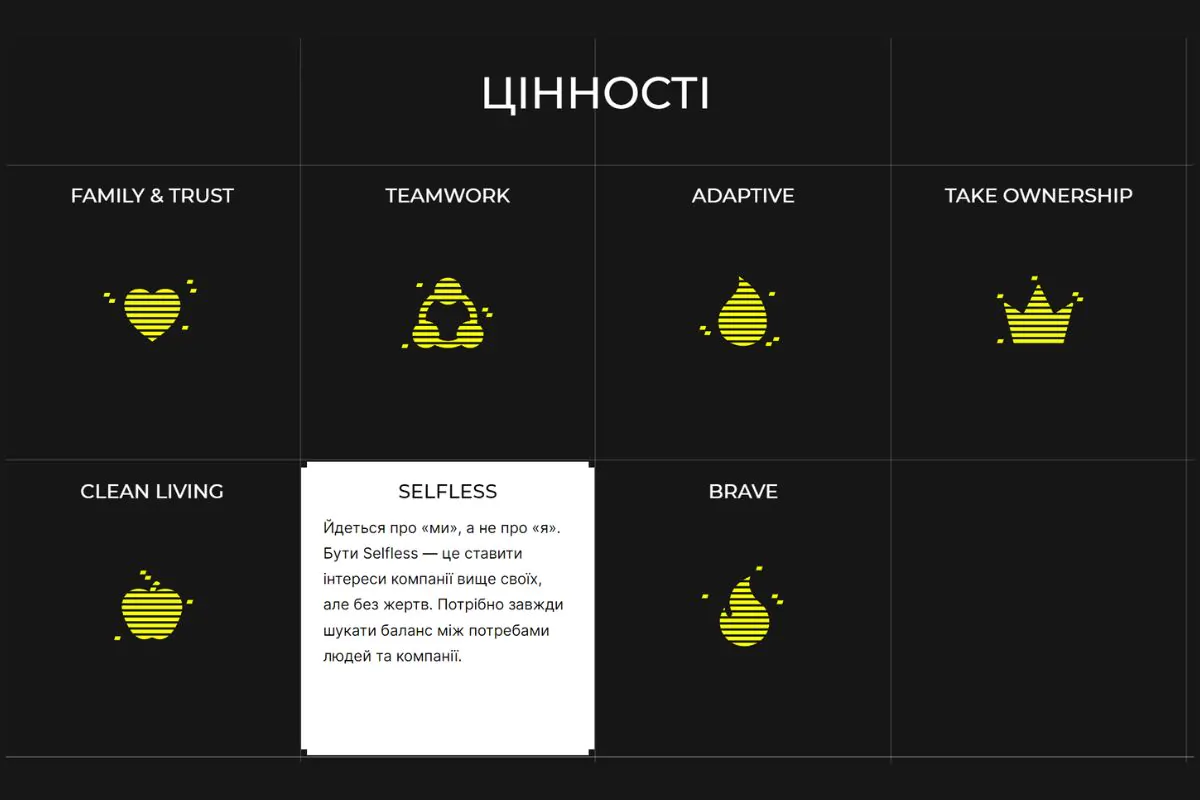 ЦІННОСТІ
FAMILY & TRUST
TEAMWORK
ADAPTIVE
TAKE OWNERSHIP
CLEAN LIVING
SELFLESS
Йдеться про «ми», а не про «я».
Бути Selfless — це ставити
інтереси компанії вище своїх,
але без жертв. Потрібно завжди
шукати баланс між потребами
людей та компанії.
BRAVE